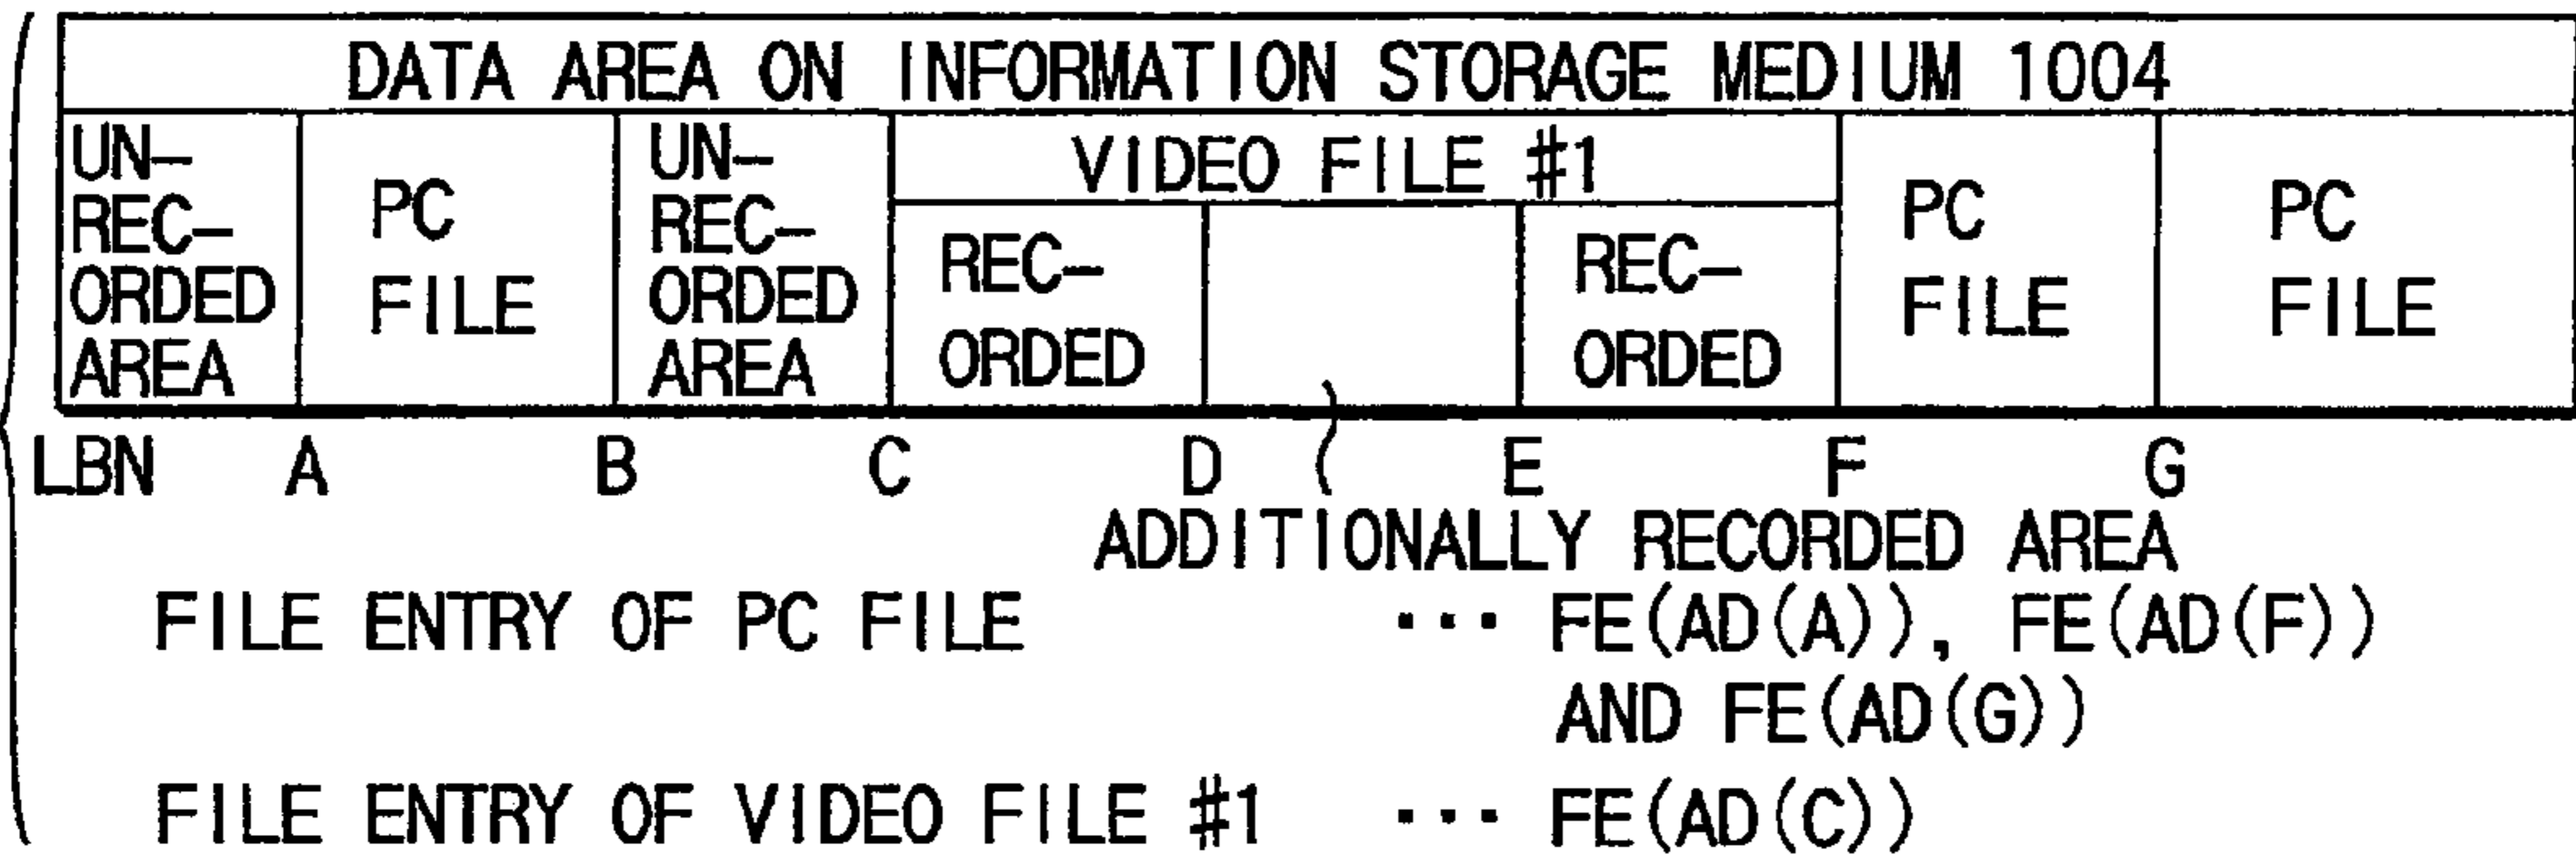 DATA AREA ON INFORMATION STORAGE MEDIUM 1004
UN-
REC-
ORDED
AREA
PC
FILE
UN-
REC-
ORDED
AREA
VIDEO FILE #1
REC-
ORDED
REC-
ORDED
PC
FILE
PC
FILE
LBN A B C D E F G
ADDITIONALLY RECORDED AREA
FILE ENTRY OF PC FILE ··· FE(AD(A)), FE(AD(F))
AND FE(AD(G))
FILE ENTRY OF VIDEO FILE #1 ··· FE(AD(C))